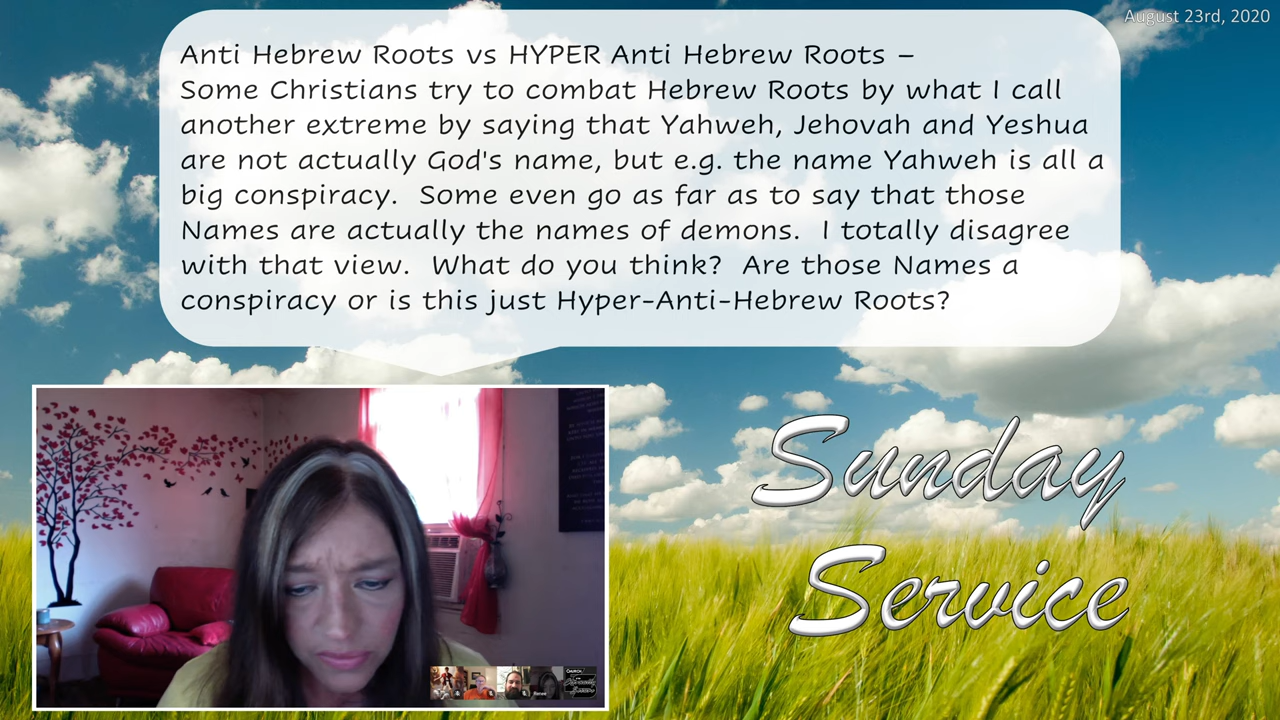 August 23rd, 2020
Anti Hebrew Roots vs HYPER Anti Hebrew Roots –
Some Christians try to combat Hebrew Roots by what I call
another extreme by saying that Yahweh, Jehovah and Yeshua
are not actually God's name, but e.g. the name Yahweh is all a
big conspiracy.  Some even go as far as to say that those
Names are actually the names of demons.  I totally disagree
with that view.  What do you think?  Are those Names a
conspiracy or is this just Hyper-Anti-Hebrew Roots?
Sunday
Service
Renee